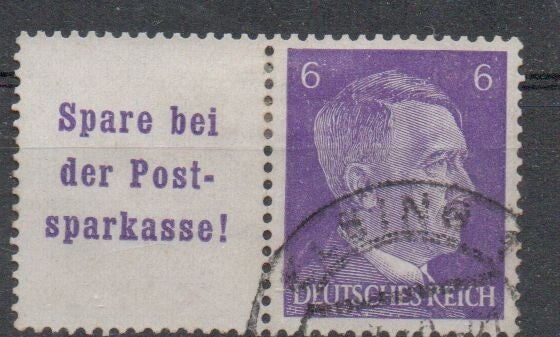 Spare bei
der Post-
sparkasse!
6 6
DEUTSCHES REICH